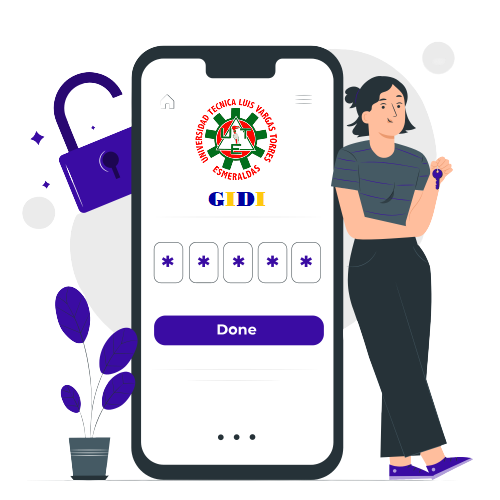 UNIVERSIDAD TECNICA LUIS VARGAS TORRES
ESMERALDAS
GIDI
* * * * *
Done